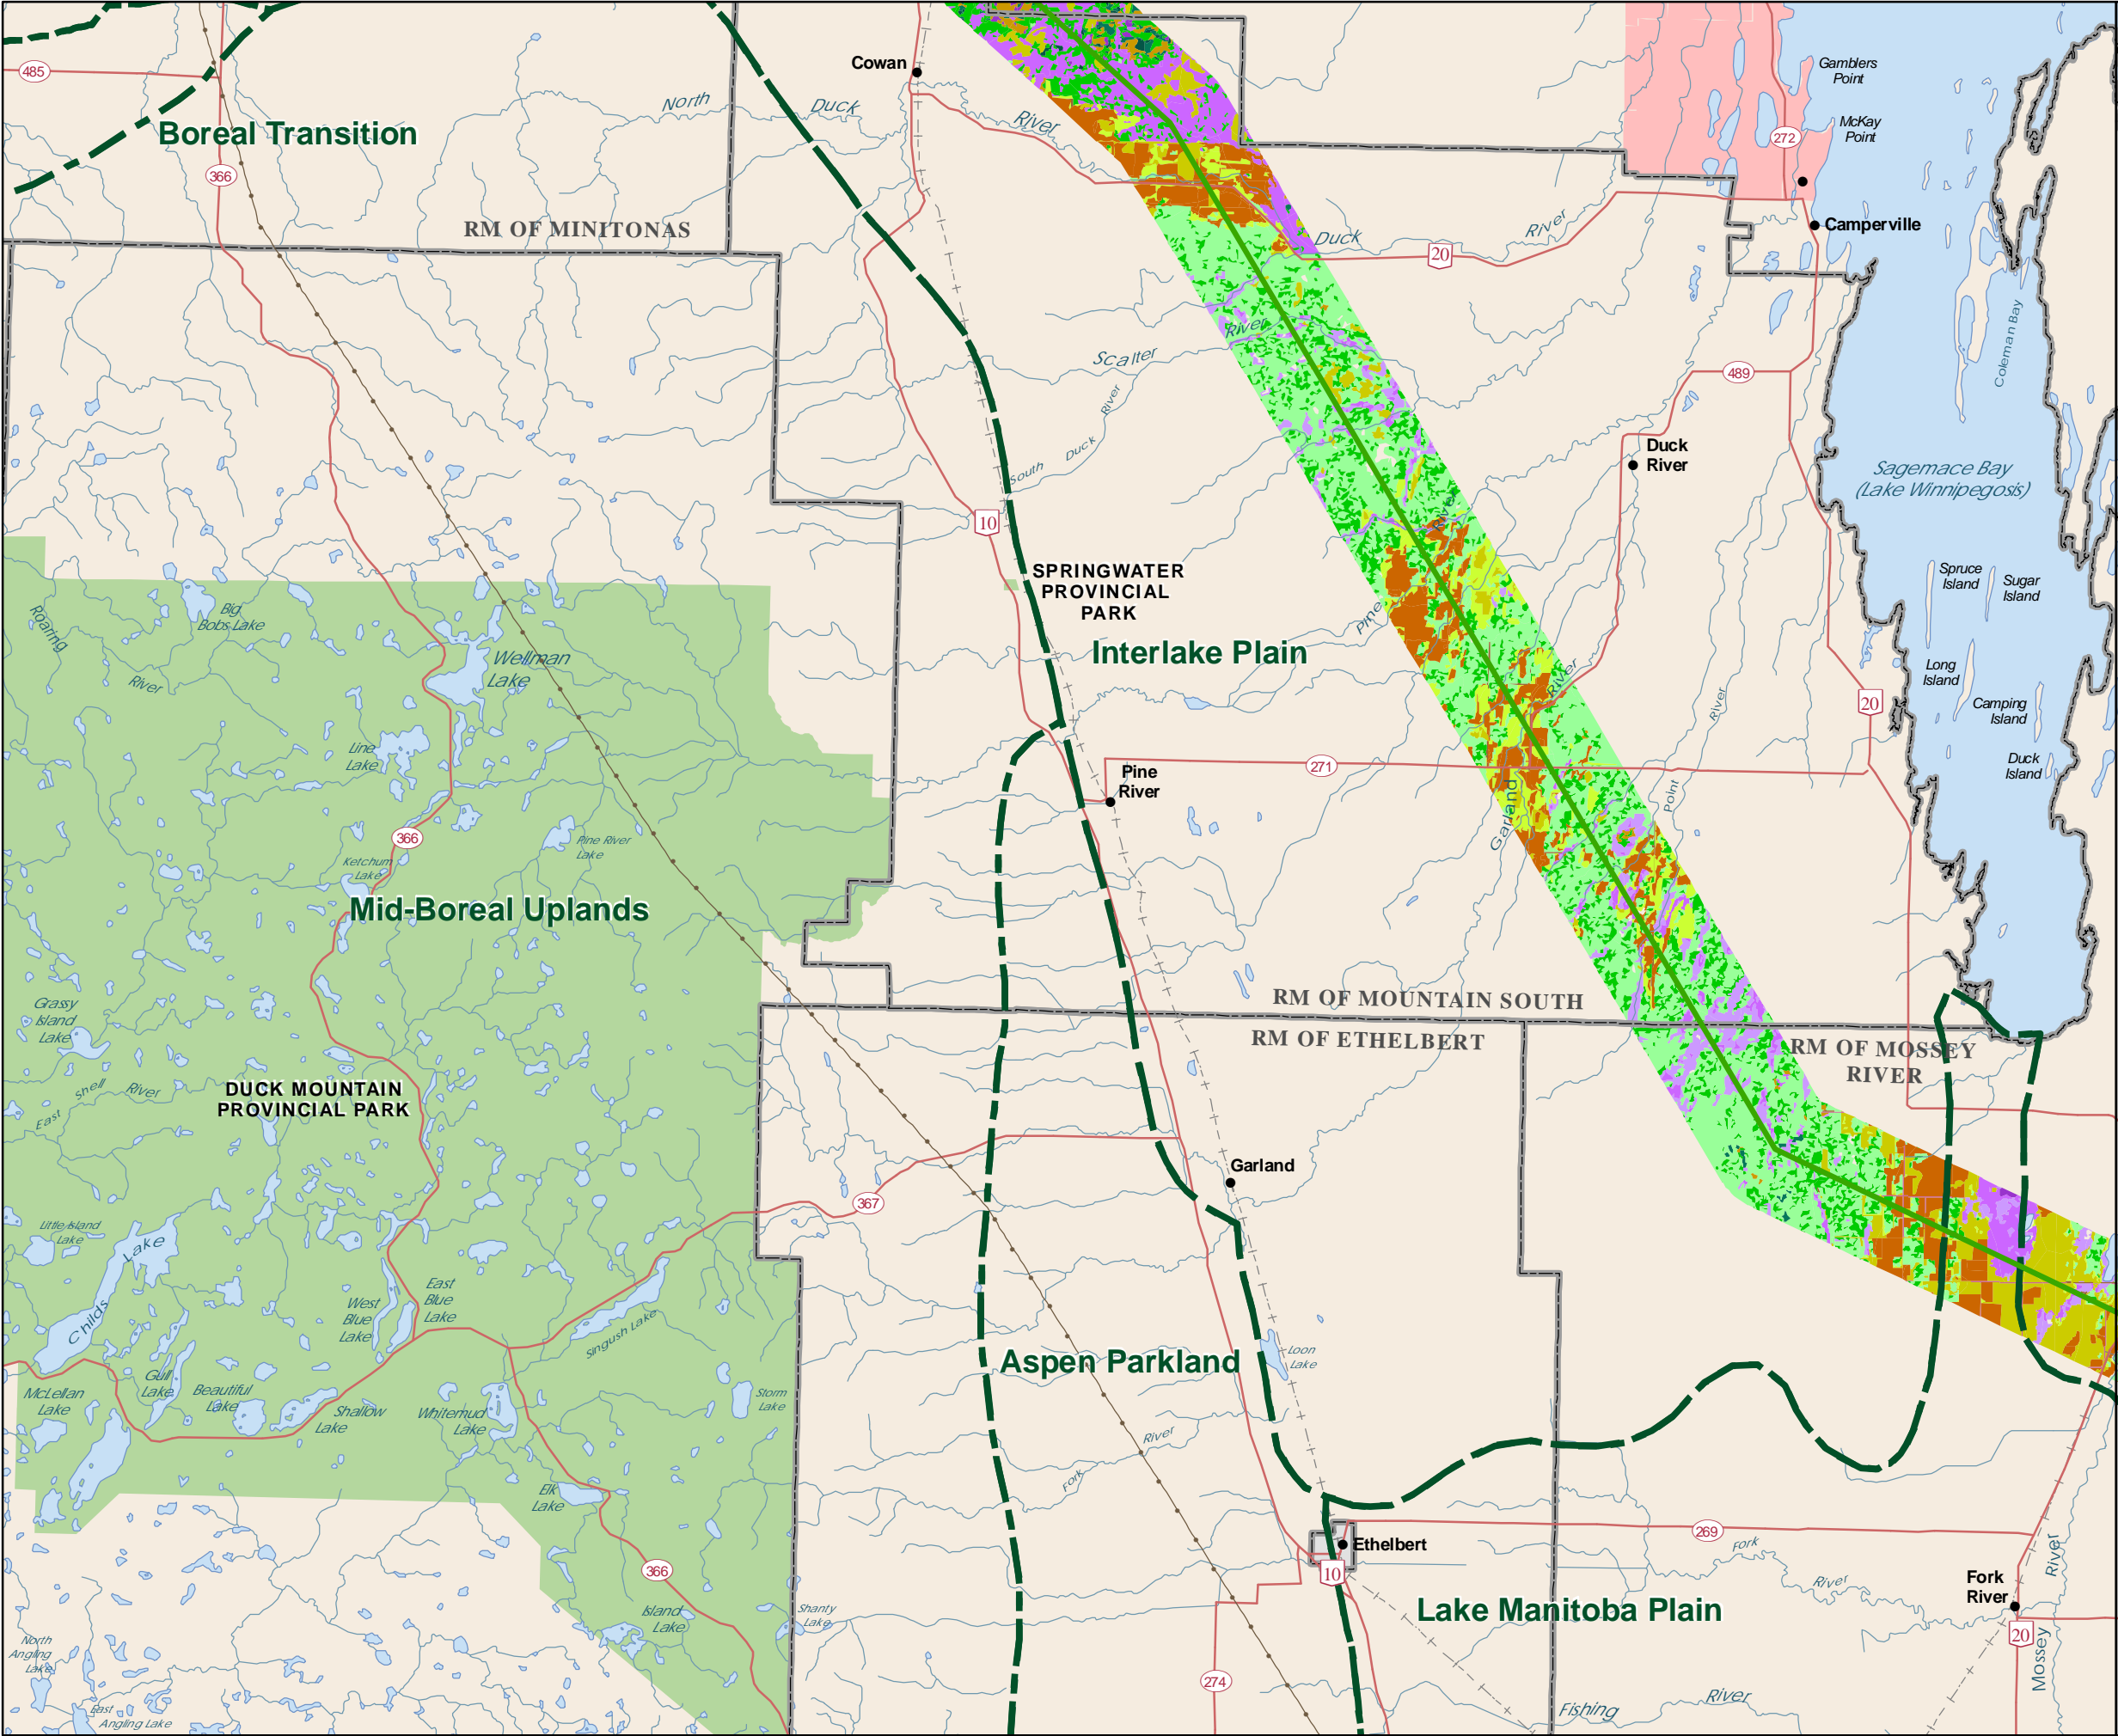 Cowan
Gamblers
Point
McKay
Point
485
272
366
North
Duck
River
Boreal Transition
RM OF MINITONAS
Duck
River
20
Camperville
River
Scalter
River
South
Duck
Coleman Bay
489
Duck
River
Sagemace Bay
(Lake Winnipegosis)
10
River
SPRINGWATER
PROVINCIAL
PARK
Spruce
Island
Sugar
Island
Roaring
River
Big
Bobs Lake
Pine
Interlake Plain
Wellman
Lake
River
River
Long
Island
Camping
Island
20
Line
Lake
Duck
Island
Pine
River
271
Garland
Point
366
Pine River
Lake
Ketchum
Lake
Mid-Boreal Uplands
Grassy
Island
Lake
RM OF MOUNTAIN SOUTH
RM OF ETHELBERT
RM OF MOSSEY
RIVER
East
shell
River
DUCK MOUNTAIN
PROVINCIAL PARK
Garland
367
Little Island
Lake
Childs
Lake
West
Blue
Lake
East
Blue
Lake
Singush Lake
Aspen Parkland
Loon
Lake
McLellan
Lake
Gull
Lake
Beautiful
Lake
Shallow
Lake
Whitemud
Lake
Storm
Lake
Fork
River
Elk
Lake
Ethelbert
10
269
Fork
River
366
Island
Lake
Shanty
Lake
Lake Manitoba Plain
Fork
River
20
Mossey
River
North
Angling
Lake
East
Angling Lake
274
Fishing
River